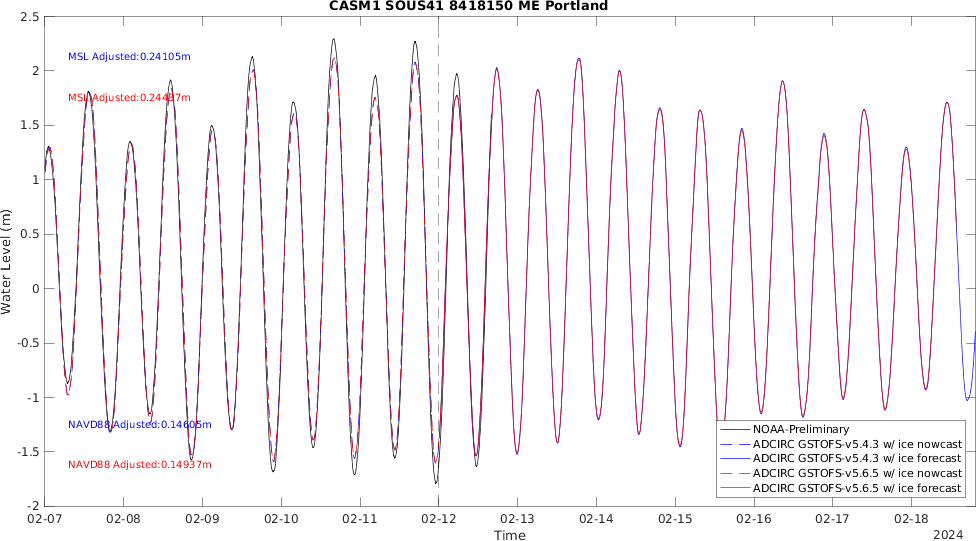 CASM1 SOUS41 8418150 ME Portland
2.5
2
1.5
1
0.5
0
-0.5
-1
-1.5
-2
Water Level (m)
MSL Adjusted:0.24105m
MSL Adjusted:0.24497m
NAVD88 Adjusted:0.14605m
NAVD88 Adjusted:0.14937m
NOAA-Preliminary
ADCIRC GSTOFS-v5.4.3 w/ ice nowcast
ADCIRC GSTOFS-v5.4.3 w/ ice forecast
ADCIRC GSTOFS-v5.6.5 w/ ice nowcast
ADCIRC GSTOFS-v5.6.5 w/ ice forecast
02-07 02-08 02-09 02-10 02-11 02-12 02-13 02-14 02-15 02-16 02-17 02-18
Time
2024